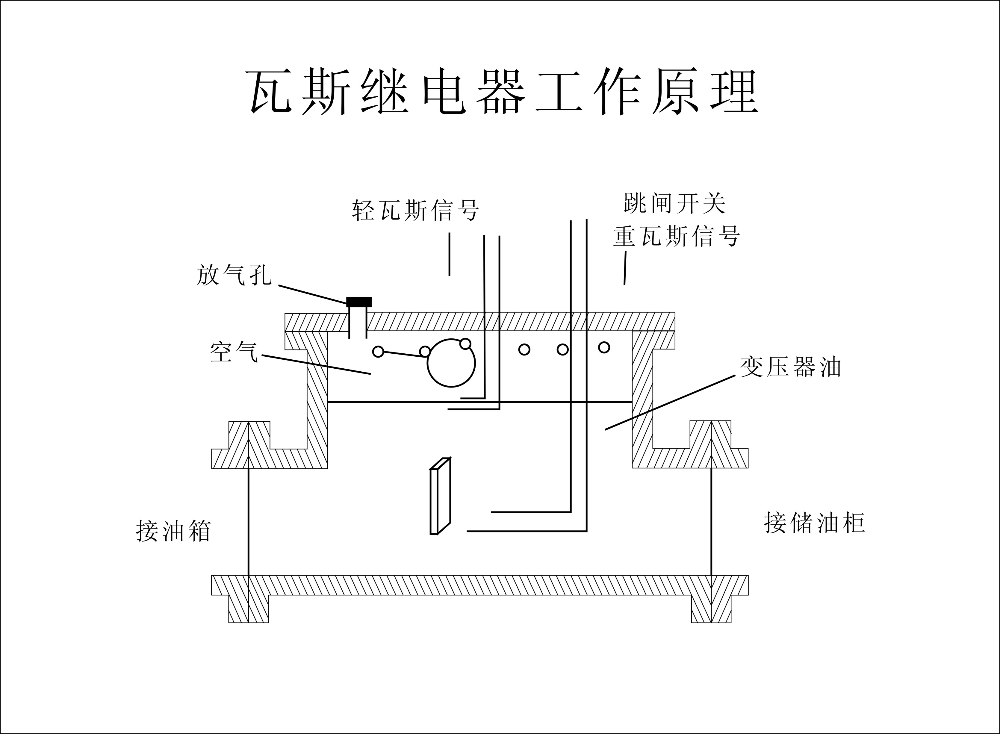 瓦斯继电器工作原理
轻瓦斯信号
跳闸开关
重瓦斯信号
放气孔
空气
变压器油
接油箱
接储油柜